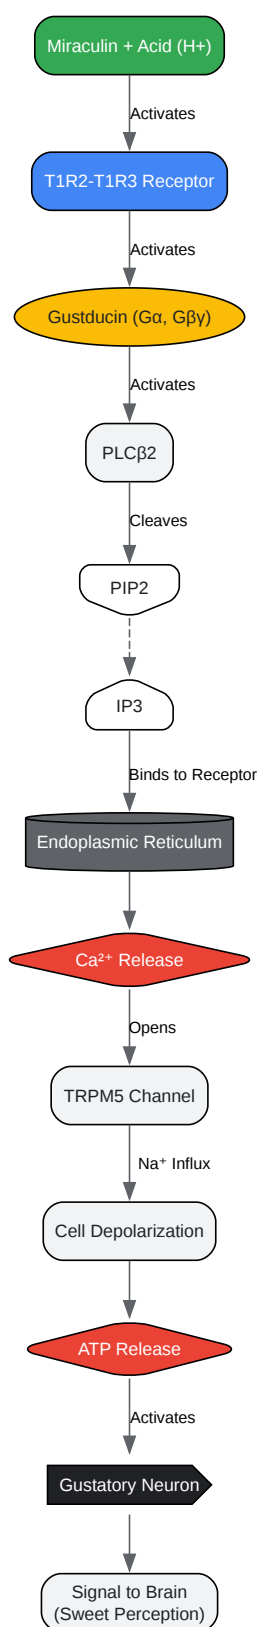 Miraculin + Acid (H+)
Activates
T1R2-T1R3 Receptor
Activates
Gustducin (Gα, Gβγ)
Activates
PLCβ2
Cleaves
PIP2
IP3
Binds to Receptor
Endoplasmic Reticulum
Ca²⁺ Release
Opens
TRPM5 Channel
Na⁺ Influx
Cell Depolarization
ATP Release
Activates
Gustatory Neuron
Signal to Brain
(Sweet Perception)